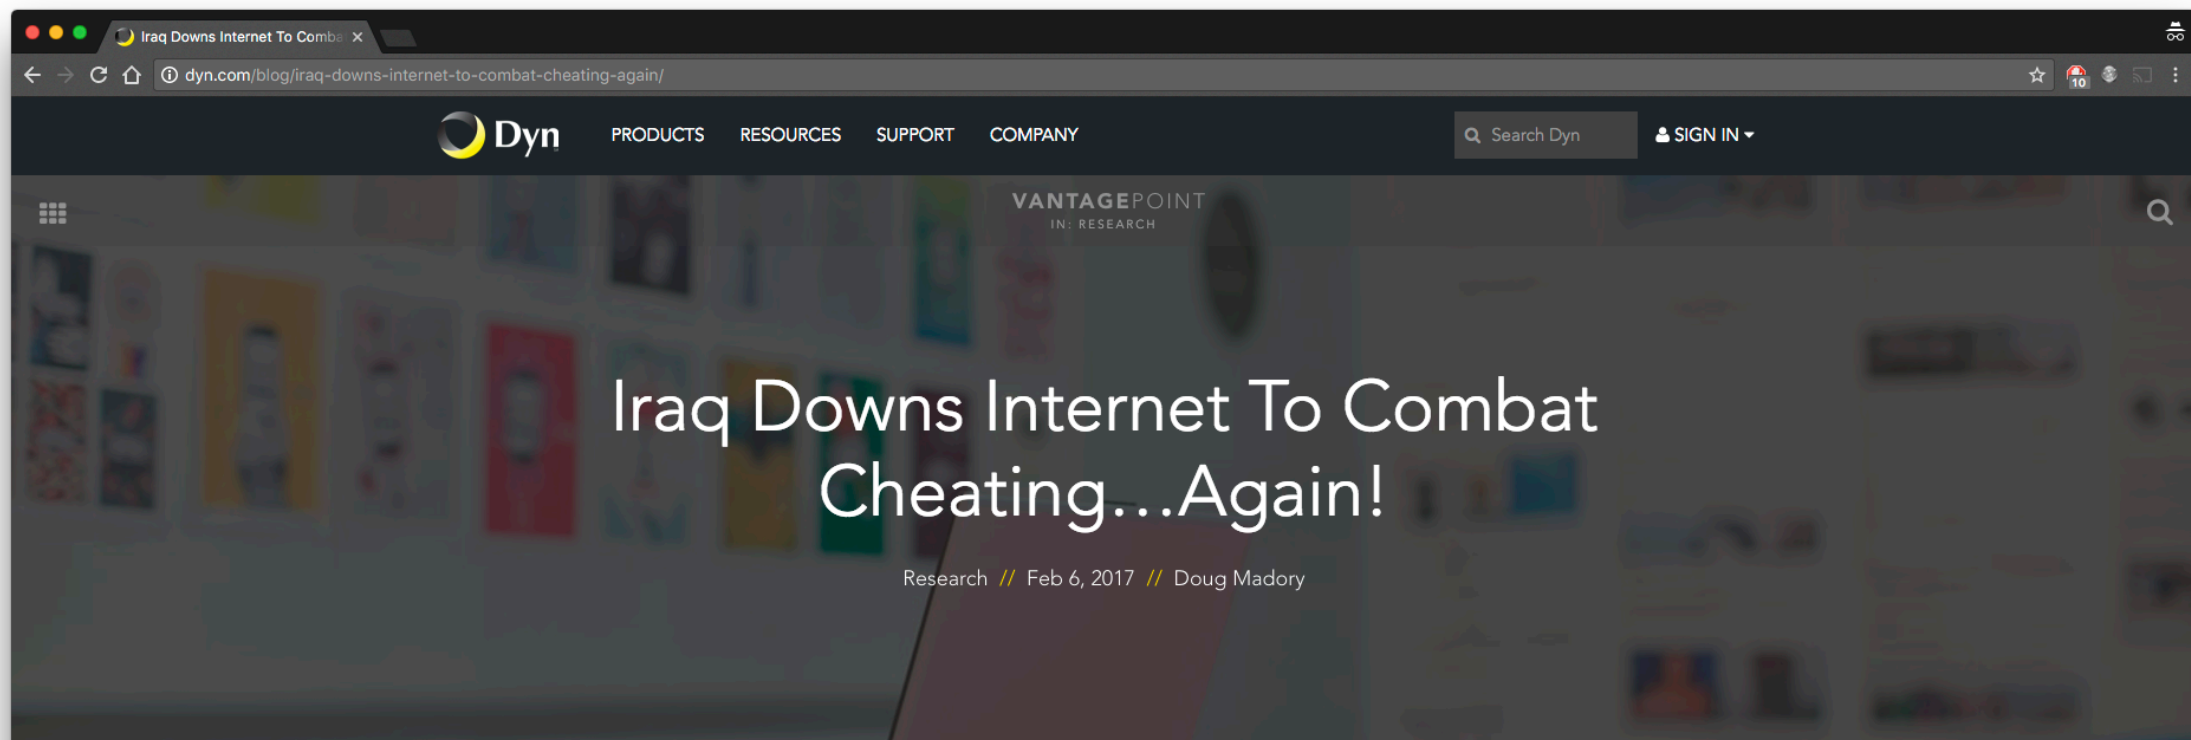 Iraq Downs Internet To Comba
dyn.com/blog/iraq-downs-internet-to-combat-cheating-again/
10
Dyn PRODUCTS RESOURCES SUPPORT COMPANY Search Dyn SIGN IN
VANTAGEPOINT
IN: RESEARCH
Iraq Downs Internet To Combat
Cheating...Again!
Research // Feb 6, 2017 // Doug Madory